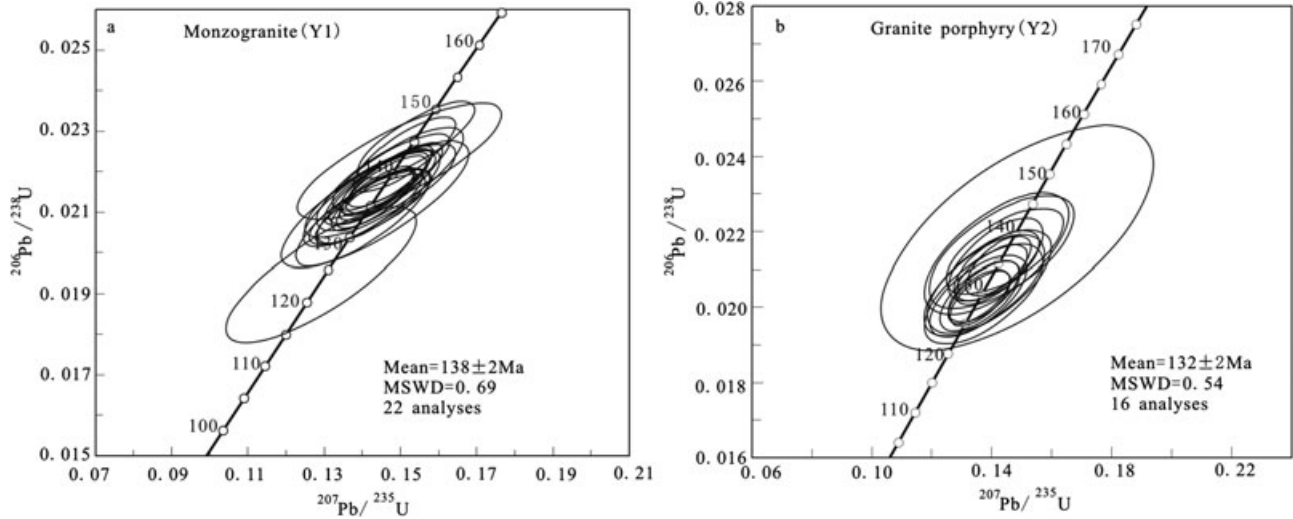 a
Monzogranite(Y1)
0. 025
0. 023
0. 021
0. 019
0. 017
0. 015
²⁰⁶Pb/²³⁸U
160
150
140
130
120
110
100
Mean=138±2Ma
MSWD=0. 69
22 analyses
0. 07
0. 09
0. 11
0. 13
0. 15
0. 17
0. 19
0. 21
²⁰⁷Pb/²³⁵U
b
Granite porphyry(Y2)
0. 028
0. 026
0. 024
0. 022
0. 020
0. 018
0. 016
²⁰⁶Pb/²³⁸U
170
160
150
140
130
120
110
Mean=132±2Ma
MSWD=0. 54
16 analyses
0. 06
0. 10
0. 14
0. 18
0. 22
²⁰⁷Pb/²³⁵U